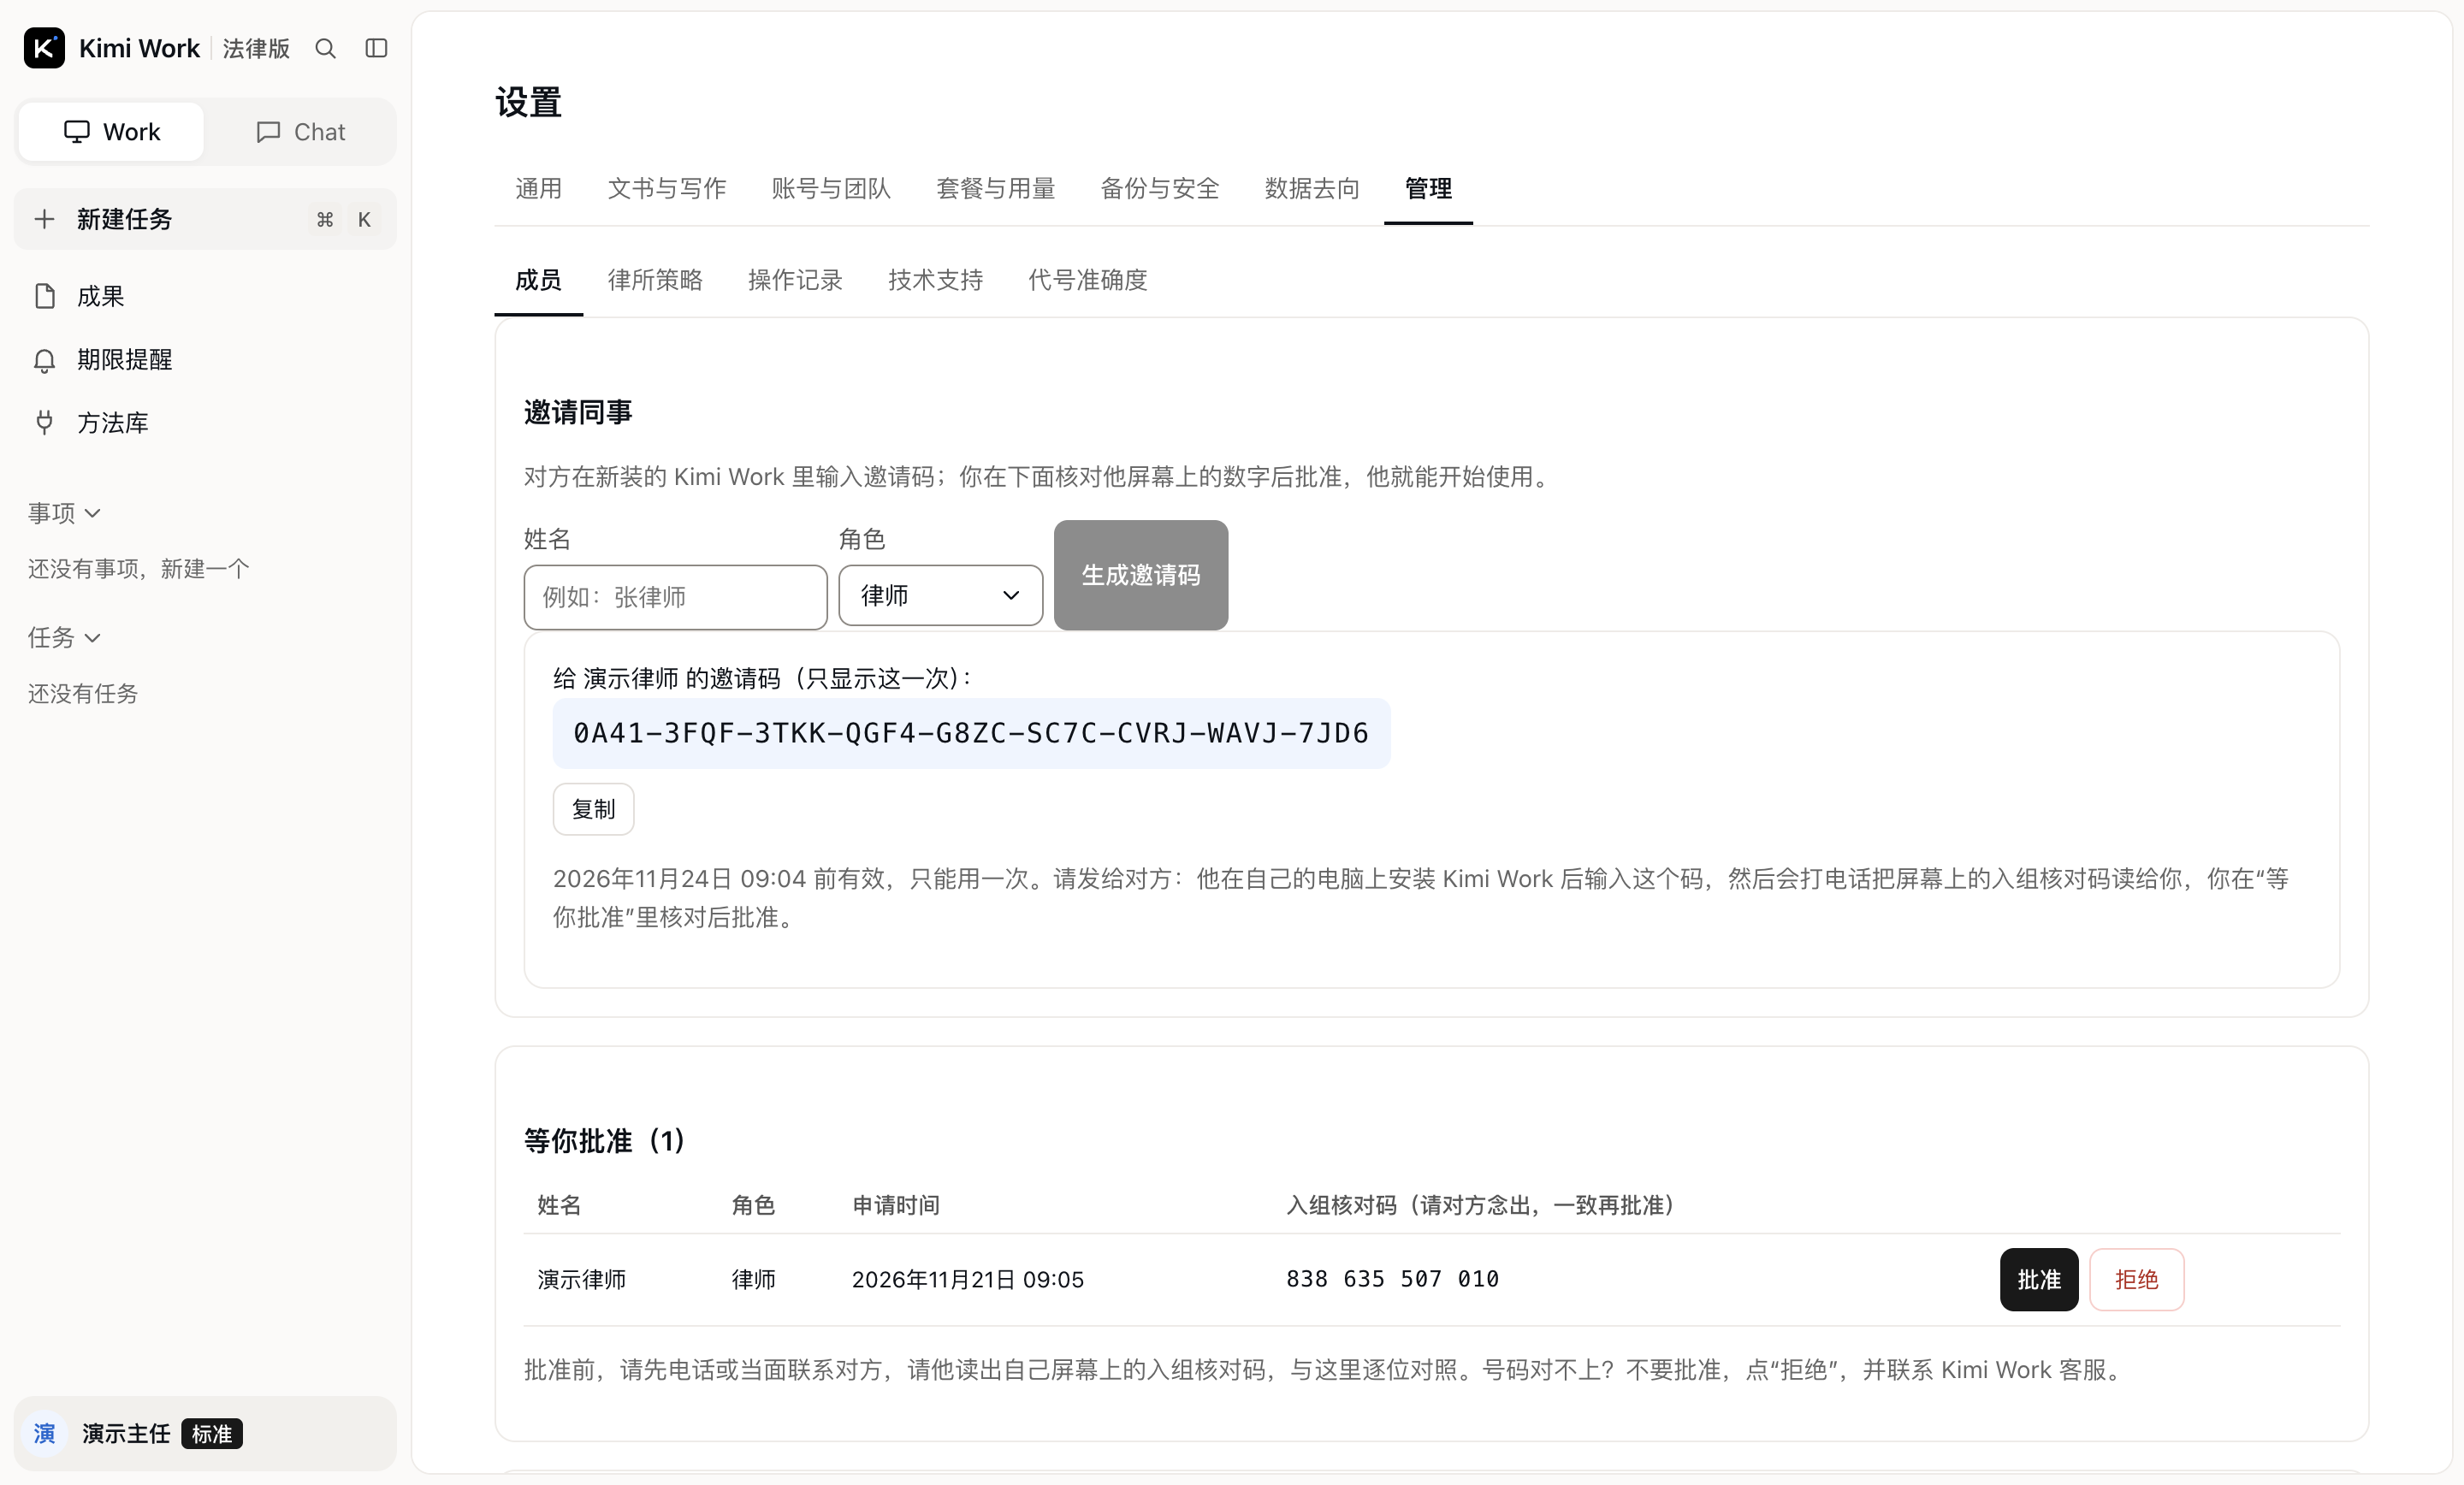 Kimi Work 法律版
Work Chat
新建任务 ⌘ K
成果
期限提醒
方法库
事项
还没有事项，新建一个
任务
还没有任务
演 演示主任 标准
设置
通用 文书与写作 账号与团队 套餐与用量 备份与安全 数据去向 管理
成员 律所策略 操作记录 技术支持 代号准确度
邀请同事
对方在新装的 Kimi Work 里输入邀请码；你在下面核对他屏幕上的数字后批准，他就能开始使用。
姓名 角色
例如：张律师 律师 生成邀请码
给 演示律师 的邀请码（只显示这一次）：
0A41-3FQF-3TKK-QGF4-G8ZC-SC7C-CVRJ-WAVJ-7JD6
复制
2026年11月24日 09:04 前有效，只能用一次。请发给对方：他在自己的电脑上安装 Kimi Work 后输入这个码，然后会打电话把屏幕上的入组核对码读给你，你在“等
你批准”里核对后批准。
等你批准（1）
姓名 角色 申请时间 入组核对码（请对方念出，一致再批准）
演示律师 律师 2026年11月21日 09:05 838 635 507 010 批准 拒绝
批准前，请先电话或当面联系对方，请他读出自己屏幕上的入组核对码，与这里逐位对照。号码对不上？不要批准，点“拒绝”，并联系 Kimi Work 客服。